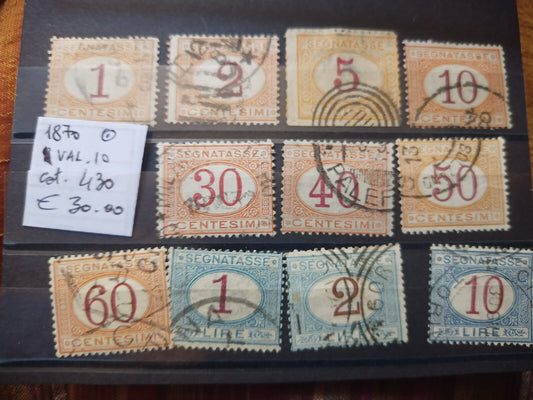 SEGNATASSE
1
CENTESIMI
SEGNATASSE
2
CENTESIMI
SEGNATASSE
5
CENTESIMI
SEGNATASSE
10
CENTESIMI
1870
VAL. 10
cat. 430
€ 30.00
SEGNATASSE
30
CENTESIMI
SEGNATASSE
40
CENTESIMI
SEGNATASSE
50
CENTESIMI
SEGNATASSE
60
CENTESIMI
SEGNATASSE
1
LIRE
SEGNATASSE
2
LIRE
SEGNATASSE
10
LIRE